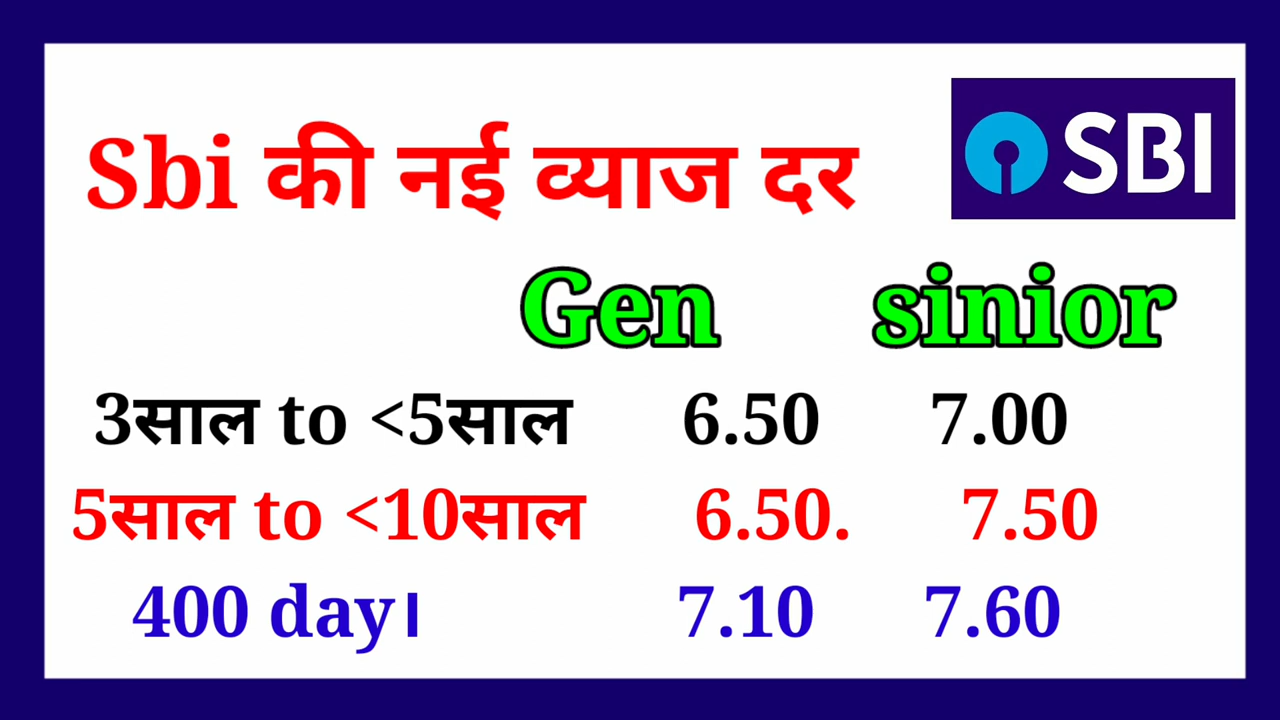 Sbi की नई व्याज दर
SBI
Gen sinior
3साल to <5साल 6.50 7.00
5साल to <10साल 6.50. 7.50
400 day। 7.10 7.60